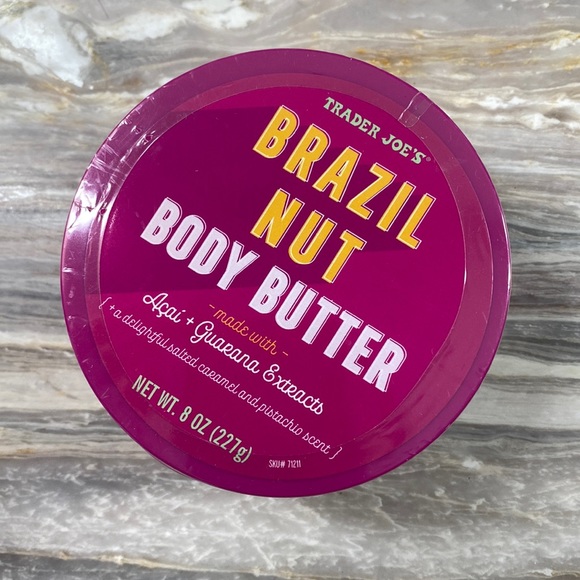 TRADER JOE'S®
BRAZIL
NUT
BODY BUTTER
- made with -
Açai + Guarana Extracts
[ + a delightful salted caramel and pistachio scent ]
NET WT. 8 OZ (227g)
SKU# 71211